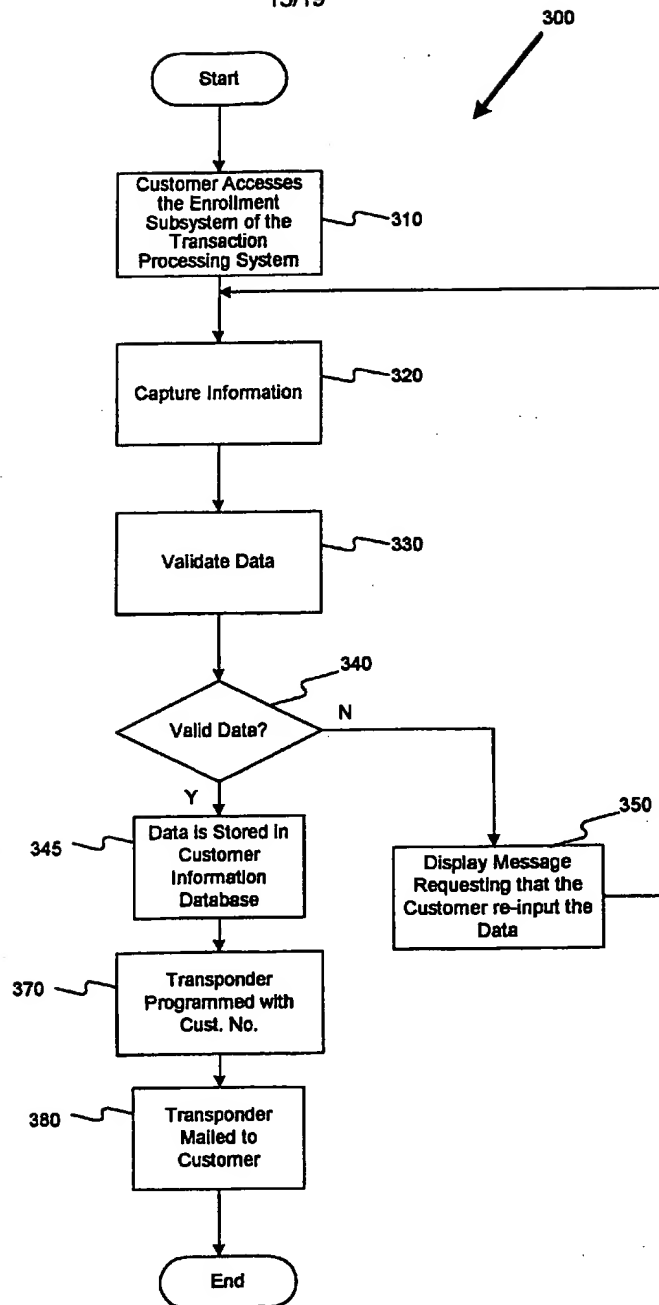 13/19
300
Start
Customer Accesses
the Enrollment
Subsystem of the
Transaction
Processing System
310
Capture Information
320
Validate Data
330
340
Valid Data?
N
Y
345
Data is Stored in
Customer
Information
Database
350
Display Message
Requesting that the
Customer re-input the
Data
370
Transponder
Programmed with
Cust. No.
380
Transponder
Mailed to
Customer
End